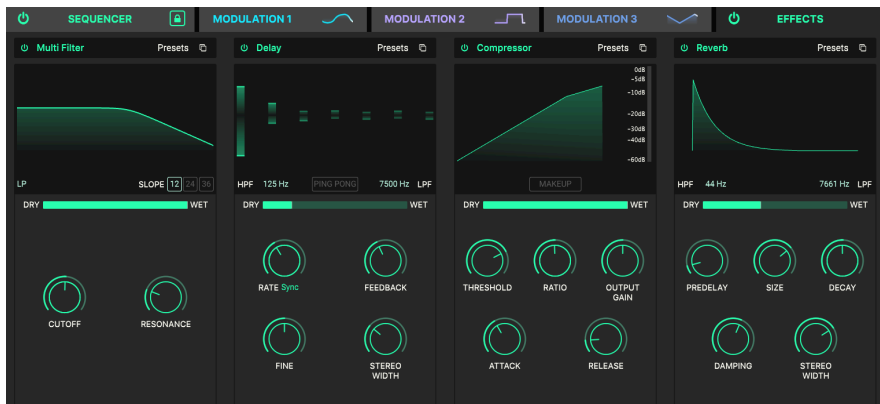 SEQUENCER MODULATION 1 MODULATION 2 MODULATION 3 EFFECTS
Multi Filter Presets Delay Presets Compressor Presets Reverb Presets
0dB
-5dB
-10dB
-20dB
-30dB
-40dB
-60dB
LP SLOPE 12 24 36 HPF 125 Hz PING PONG 7500 Hz LPF MAKEUP HPF 44 Hz 7661 Hz LPF
DRY WET DRY WET DRY WET DRY WET
CUTOFF RESONANCE
RATE Sync FEEDBACK
FINE STEREO
WIDTH
THRESHOLD RATIO OUTPUT
GAIN
ATTACK RELEASE
PREDELAY SIZE DECAY
DAMPING STEREO
WIDTH